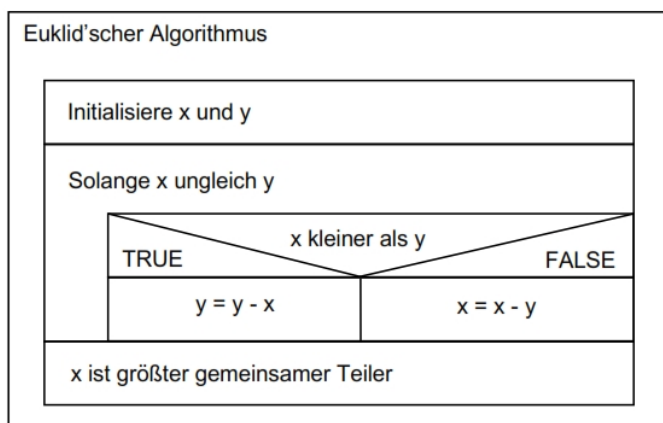 Euklid'scher Algorithmus
Initialisiere x und y
Solange x ungleich y
x kleiner als y
TRUE
FALSE
y = y - x
x = x - y
x ist größter gemeinsamer Teiler